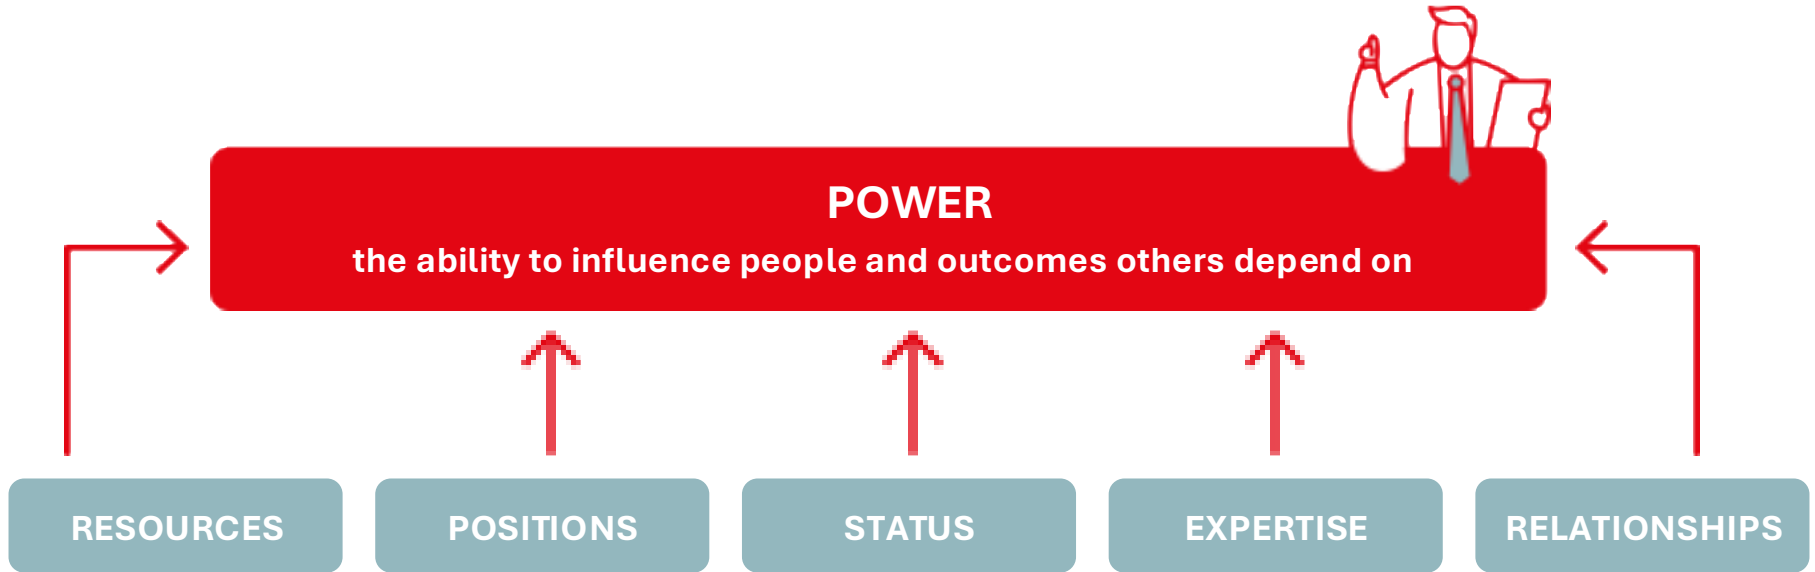 POWER
the ability to influence people and outcomes others depend on
RESOURCES
POSITIONS
STATUS
EXPERTISE
RELATIONSHIPS